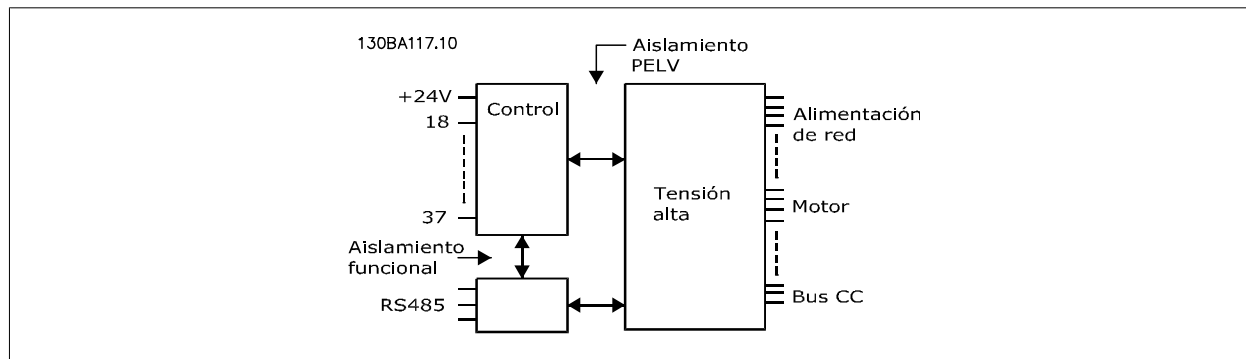 130BA117.10
Aislamiento
PELV
+24V
Control
18
Alimentación
de red
Tensión
alta
37
Motor
Aislamiento
funcional
RS485
Bus CC